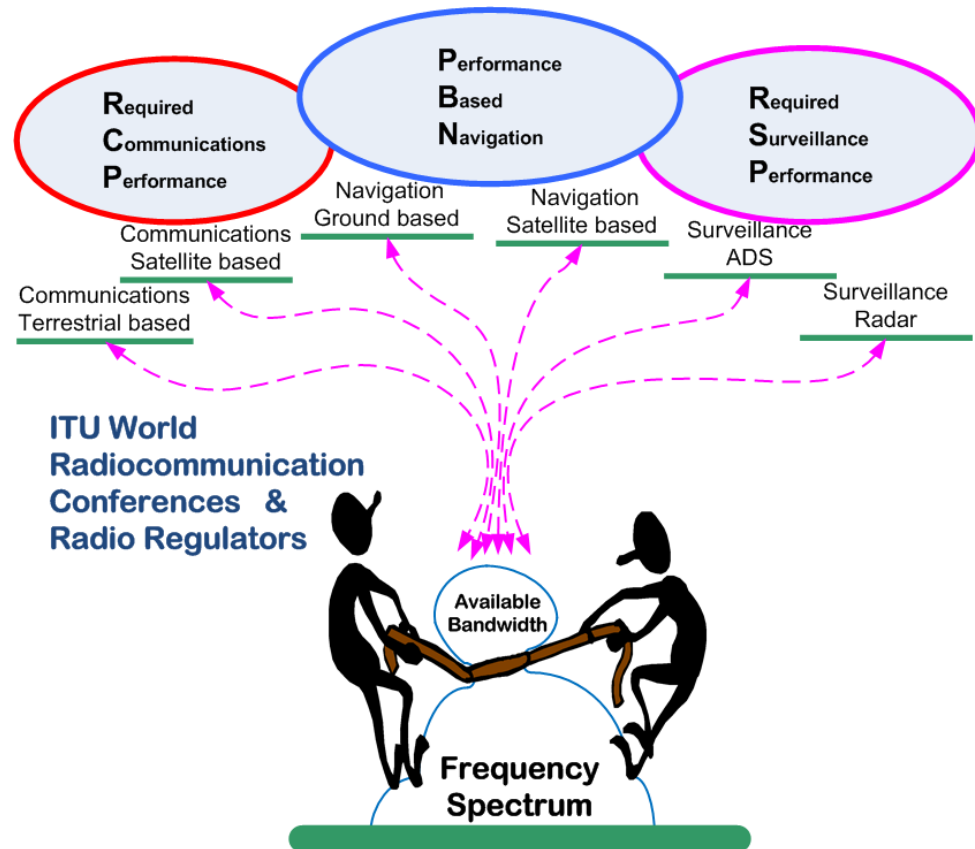 Required
Communications
Performance
Performance
Based
Navigation
Required
Surveillance
Performance
Communications
Terrestrial based
Communications
Satellite based
Navigation
Ground based
Navigation
Satellite based
Surveillance
ADS
Surveillance
Radar
ITU World
Radiocommunication
Conferences &
Radio Regulators
Available
Bandwidth
Frequency
Spectrum